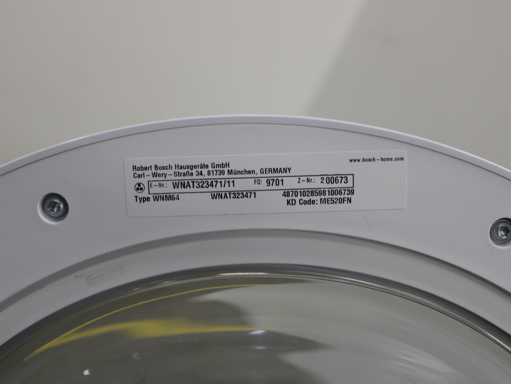 Robert Bosch Hausgeräte GmbH
www.bosch-home.com
Carl-Wery-Straße 34, 81739 München, GERMANY
E-Nr.: WNAT323471/11 FD: 9701 Z-Nr.: 200673
Type WNM64 WNAT323471 487010285981006739
KD Code: ME520FN